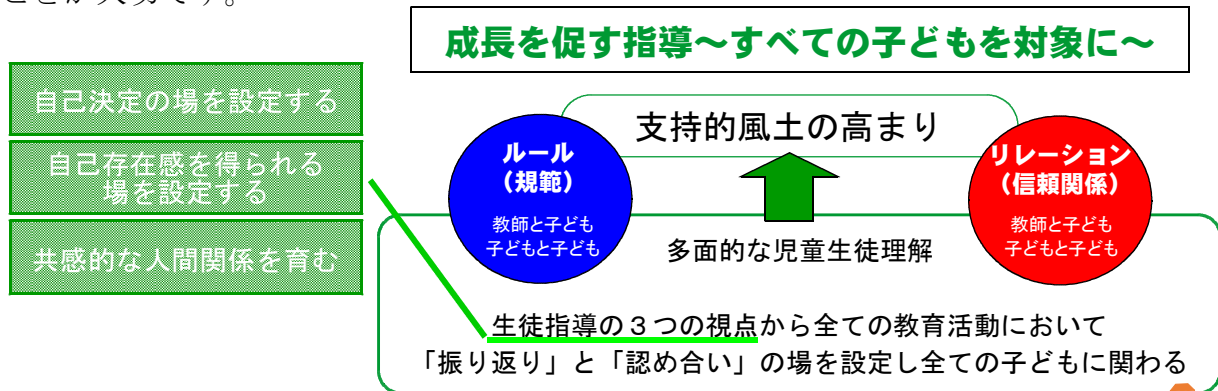 ことが大切です。
成長を促す指導～すべての子どもを対象に～
自己決定の場を設定する
自己存在感を得られる
場を設定する
共感的な人間関係を育む
支持的風土の高まり
ルール
（規範）
教師と子ども
子どもと子ども
リレーション
（信頼関係）
教師と子ども
子どもと子ども
多面的な児童生徒理解
生徒指導の３つの視点から全ての教育活動において
「振り返り」と「認め合い」の場を設定し全ての子どもに関わる